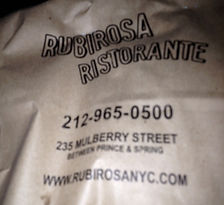 RUBIROSA
RISTORANTE
212-965-0500
235 MULBERRY STREET
BETWEEN PRINCE & SPRING
WWW.RUBIROSANYC.COM